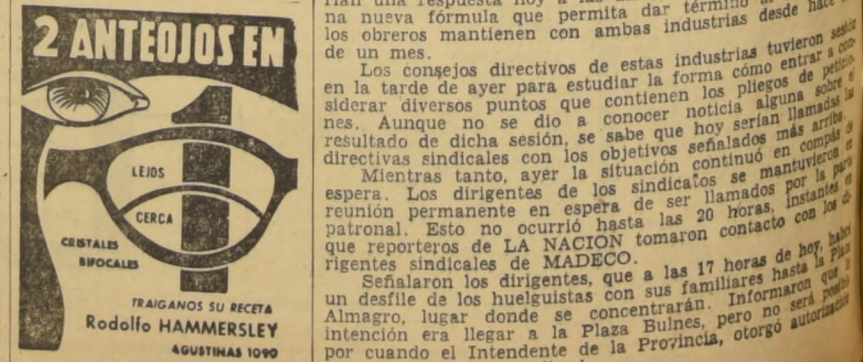 2 ANTEOJOS EN
1
LEJOS
CERCA
CRISTALES
BIFOCALES
TRAIGANOS SU RECETA
Rodolfo HAMMERSLEY
AGUSTINAS 1090
una respuesta hoy a las
na nueva fórmula que permita dar término
los obreros mantienen con ambas industrias desde hace
de un mes.
Los consejos directivos de estas industrias tuvieron sesión
en la tarde de ayer para estudiar la forma cómo entrar a con-
siderar diversos puntos que contienen los pliegos de peticio-
nes. Aunque no se dio a conocer noticia alguna sobre el
resultado de dicha sesión, se sabe que hoy serían llamadas las
directivas sindicales con los objetivos señalados más arriba.
Mientras tanto, ayer la situación continuó en compás de
espera. Los dirigentes de los sindicatos se mantuvieron en
reunión permanente en espera de ser llamados por la parte
patronal. Esto no ocurrió hasta las 20 horas, instantes en
que reporteros de LA NACION tomaron contacto con los di-
rigentes sindicales de MADECO.
Señalaron los dirigentes, que a las 17 horas de hoy, habrá
un desfile de los huelguistas con sus familiares hasta la Plaza
Almagro, lugar donde se concentrarán. Informaron que la
intención era llegar a la Plaza Bulnes, pero no será posible
por cuando el Intendente de la Provincia, otorgó autorización